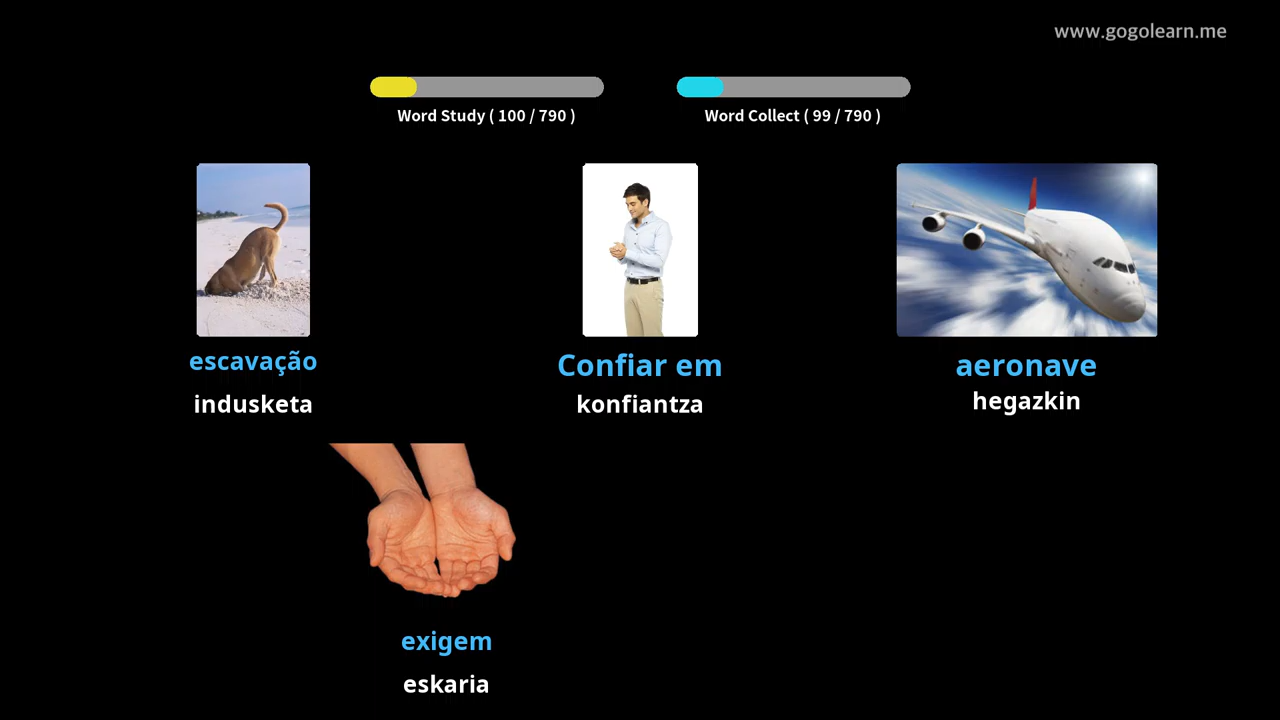 www.gogolearn.me
Word Study ( 100 / 790 )
Word Collect ( 99 / 790 )
escavação
indusketa
Confiar em
konfiantza
aeronave
hegazkin
exigem
eskaria